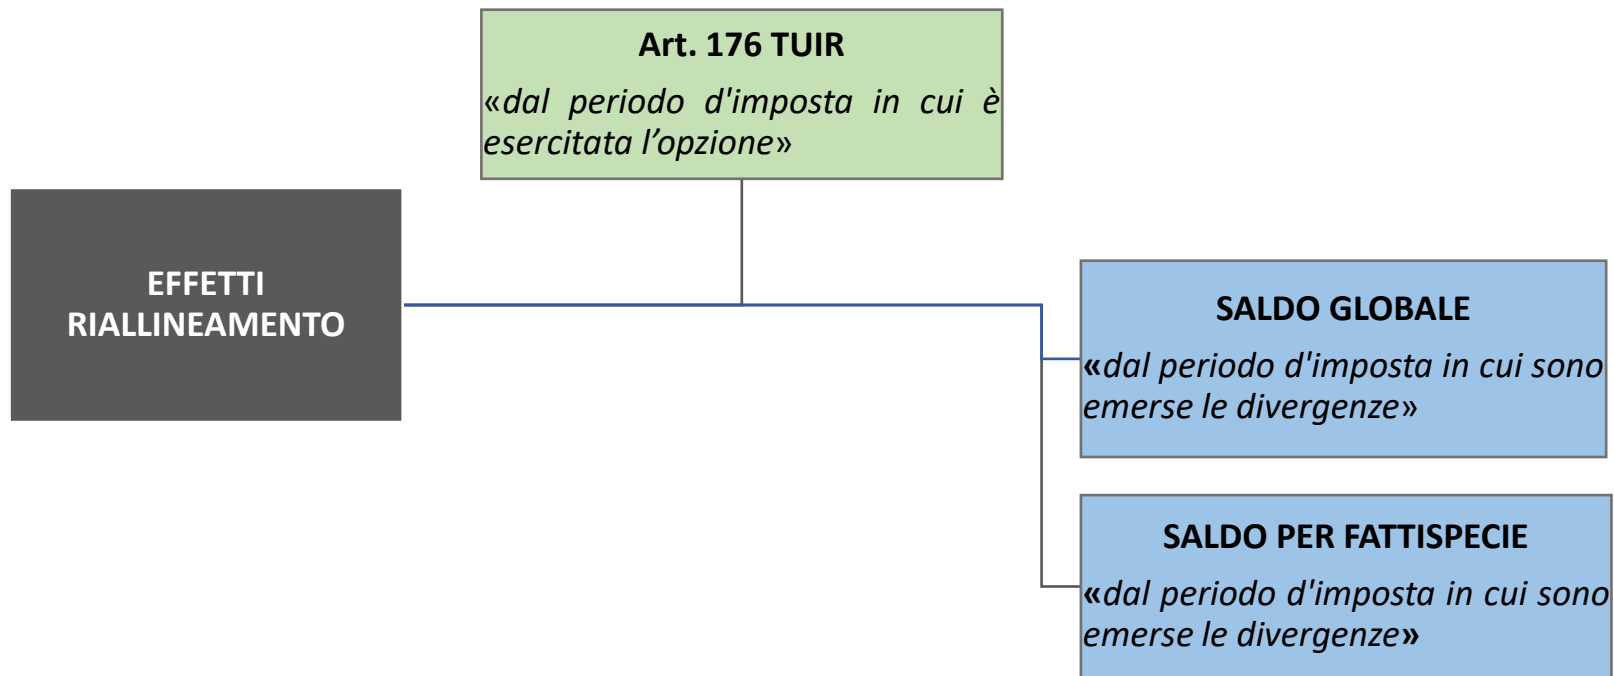 Art. 176 TUIR
«dal periodo d'imposta in cui è
esercitata l’opzione»
EFFETTI
RIALLINEAMENTO
SALDO GLOBALE
«dal periodo d'imposta in cui sono
emerse le divergenze»
SALDO PER FATTISPECIE
«dal periodo d'imposta in cui sono
emerse le divergenze»